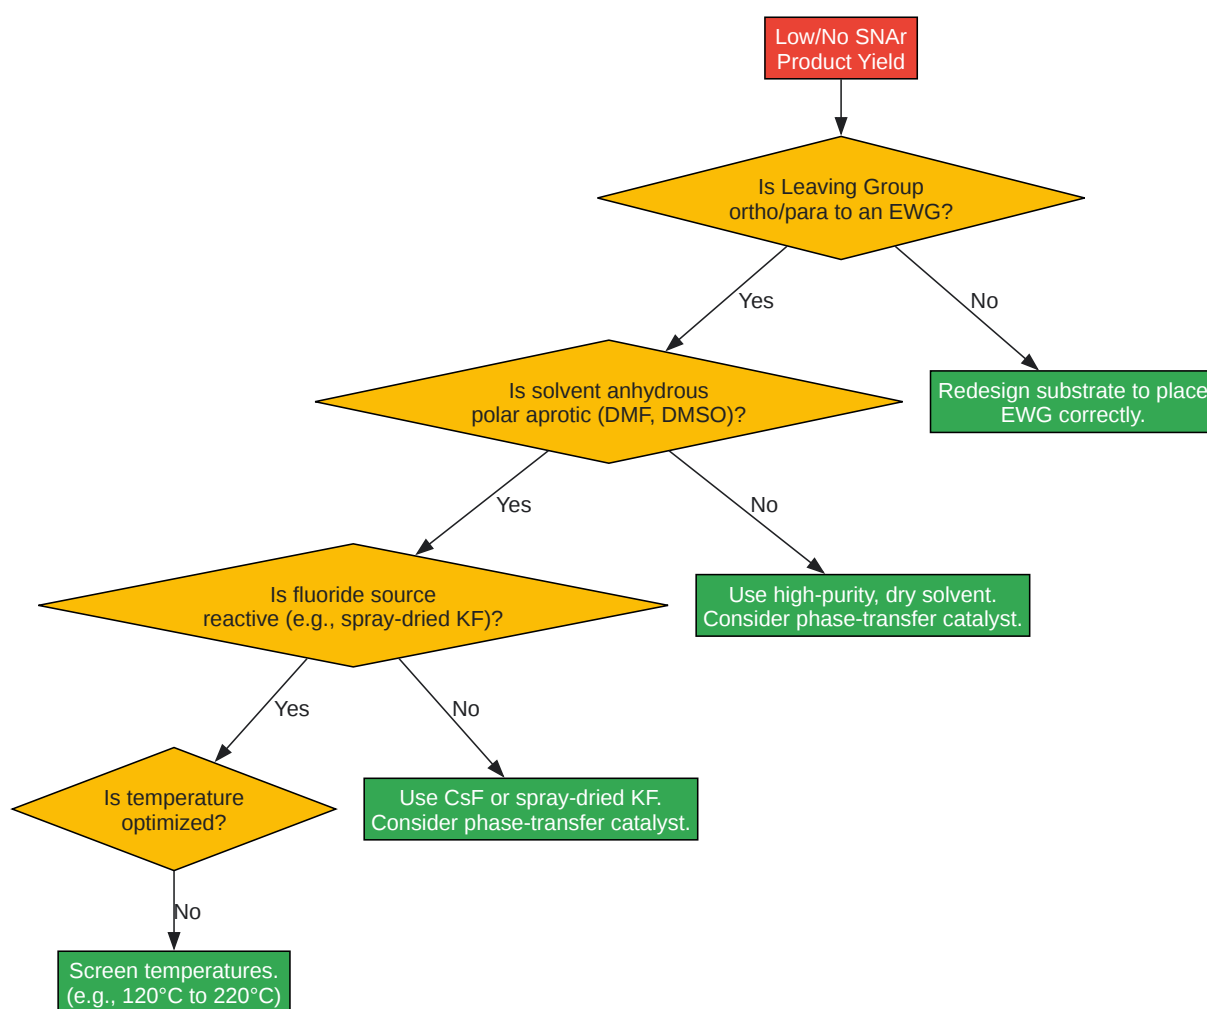 Low/No SNAr
Product Yield
Is Leaving Group
ortho/para to an EWG?
Yes
No
Is solvent anhydrous
polar aprotic (DMF, DMSO)?
Redesign substrate to place
EWG correctly.
Yes
No
Is fluoride source
reactive (e.g., spray-dried KF)?
Use high-purity, dry solvent.
Consider phase-transfer catalyst.
Yes
No
Is temperature
optimized?
Use CsF or spray-dried KF.
Consider phase-transfer catalyst.
No
Screen temperatures.
(e.g., 120°C to 220°C)